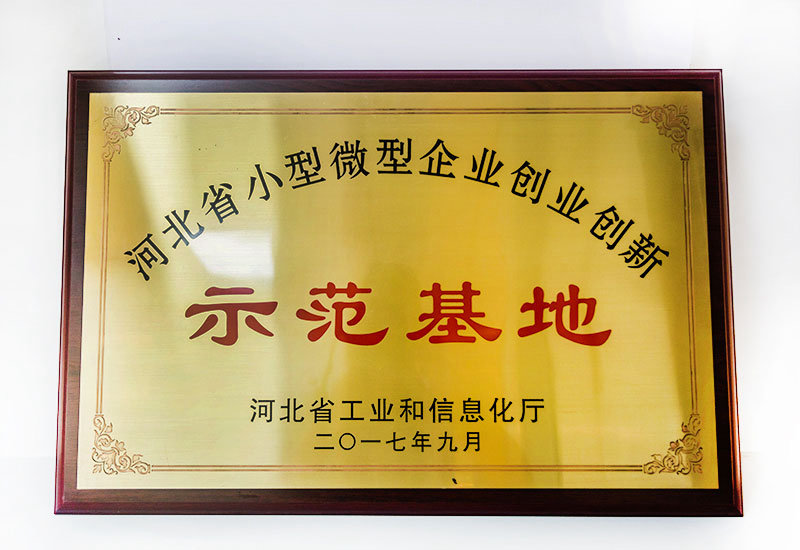 河北省小型微型企业创业创新
示范基地
河北省工业和信息化厅
二〇一七年九月